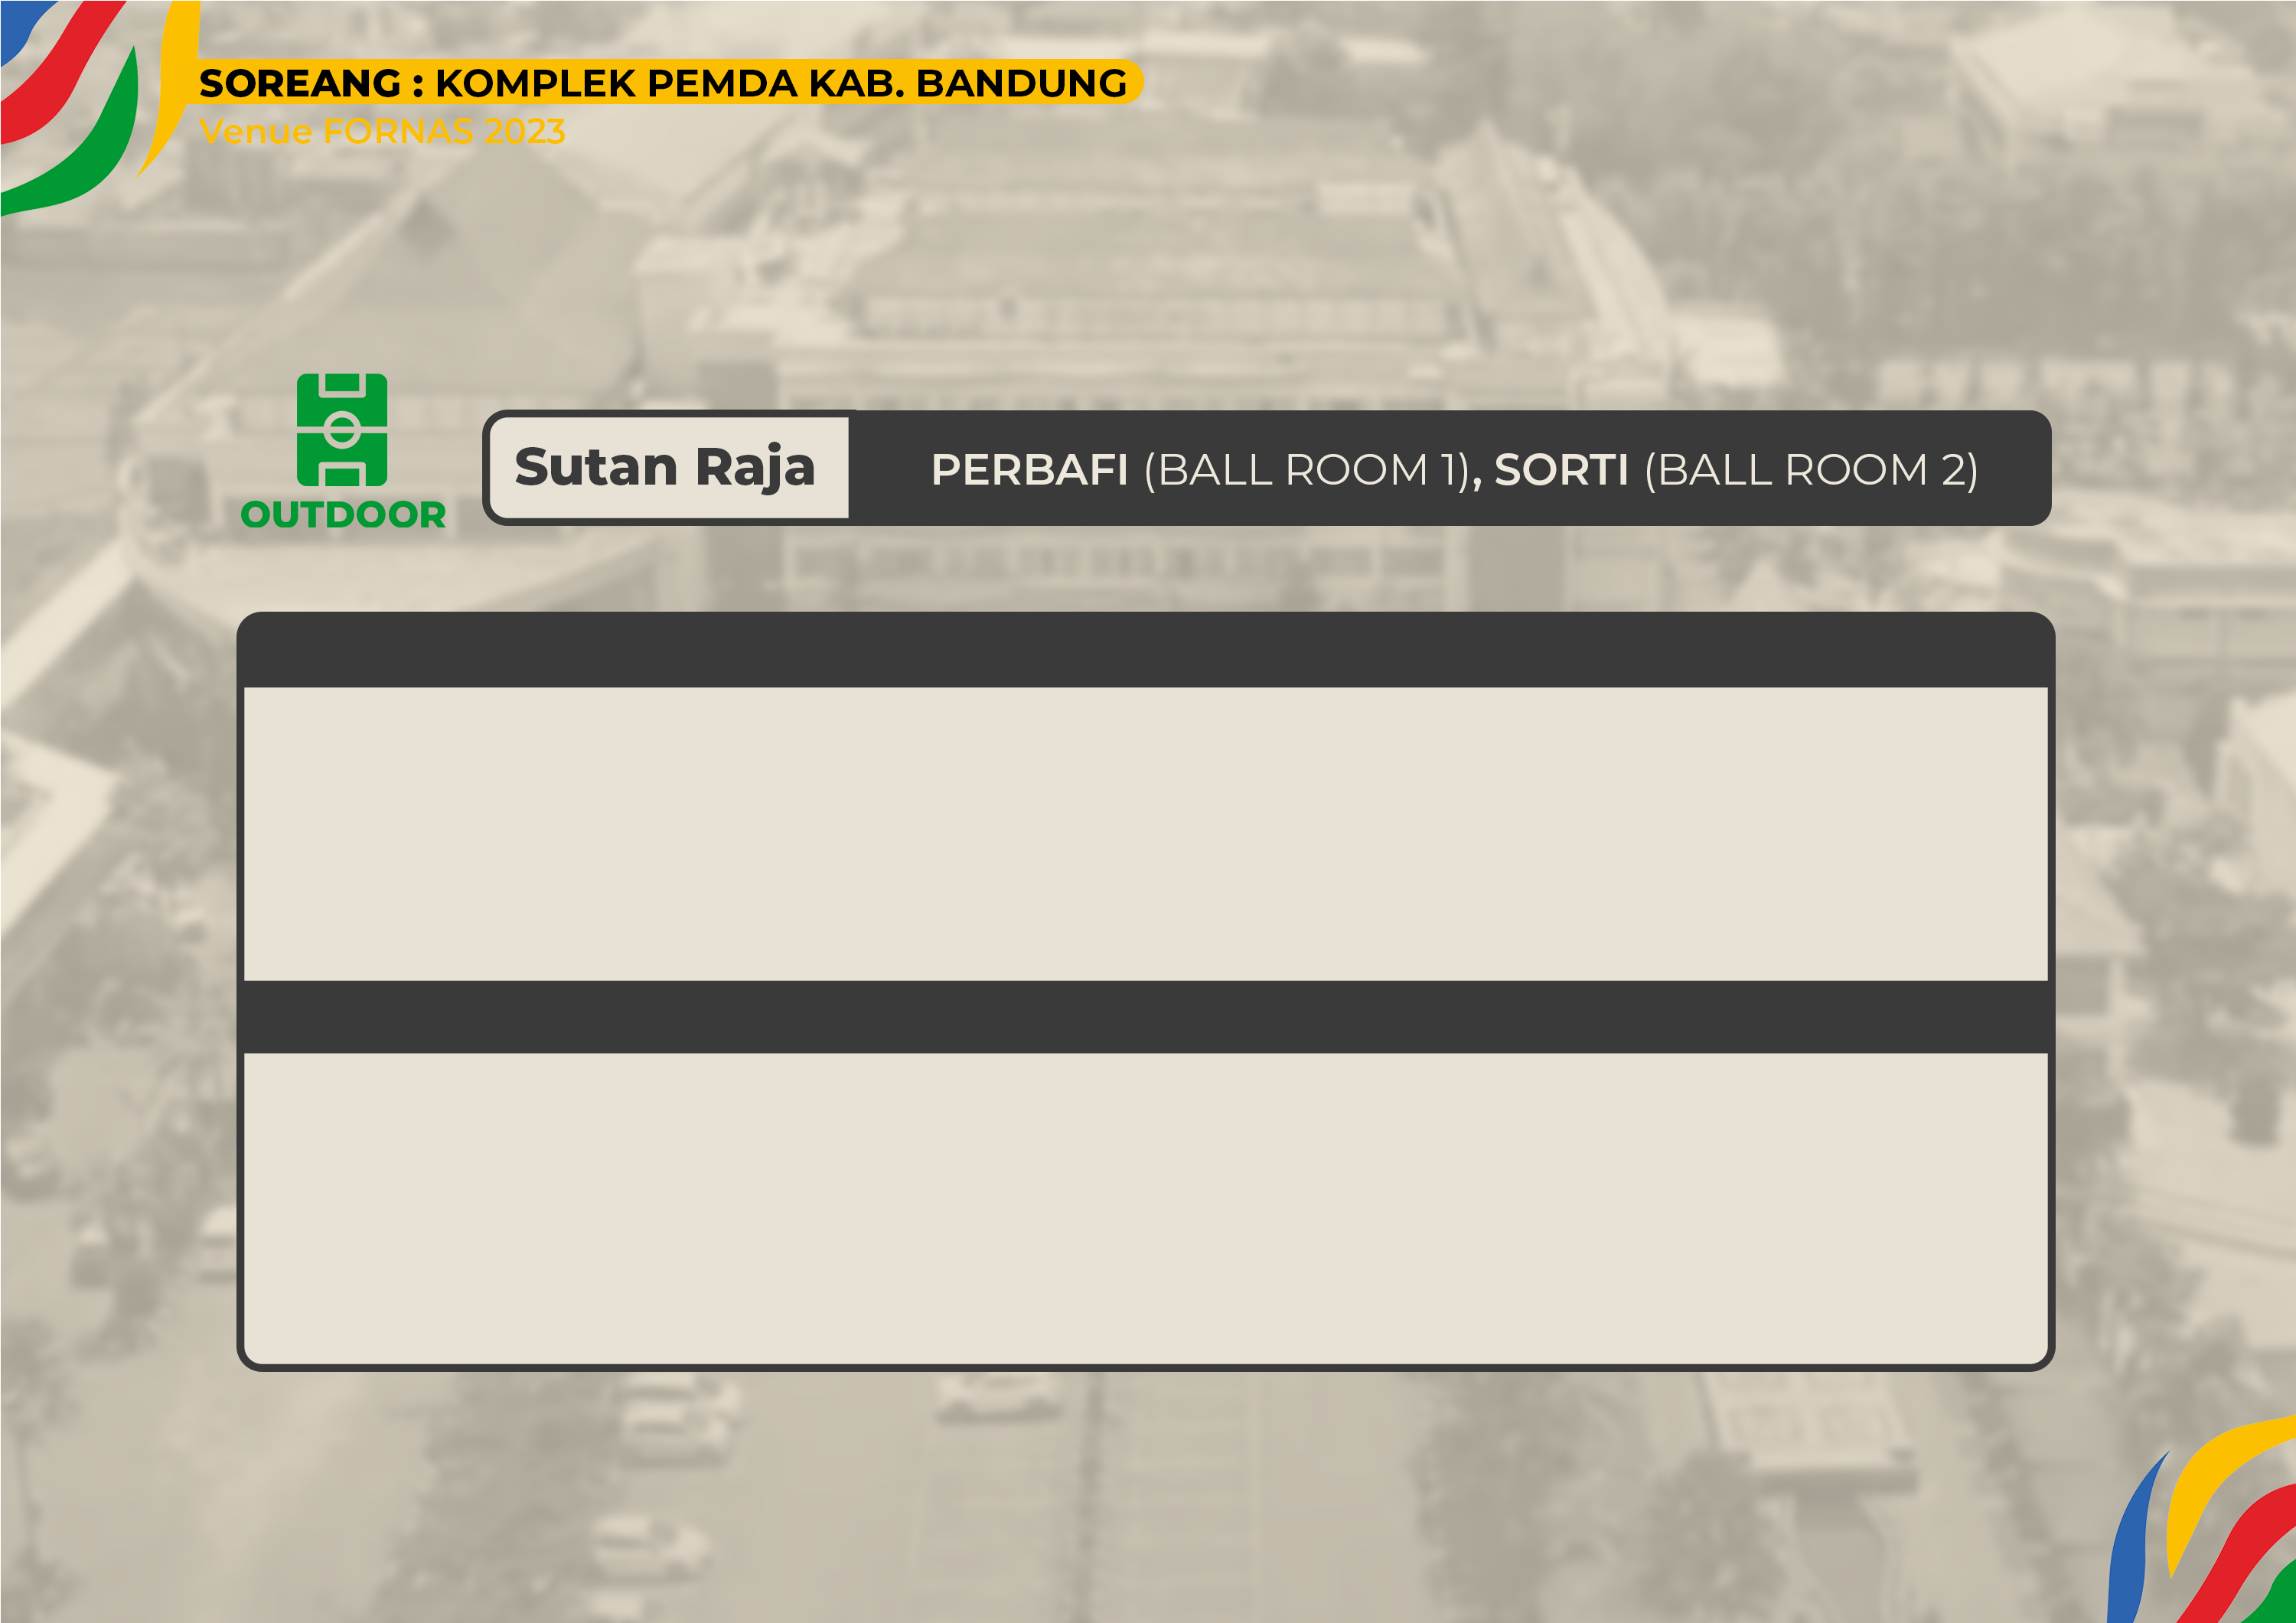 SOREANG : KOMPLEK PEMDA KAB. BANDUNG
Venue FORNAS 2023
OUTDOOR
Sutan Raja
PERBAFI (BALL ROOM 1), SORTI (BALL ROOM 2)